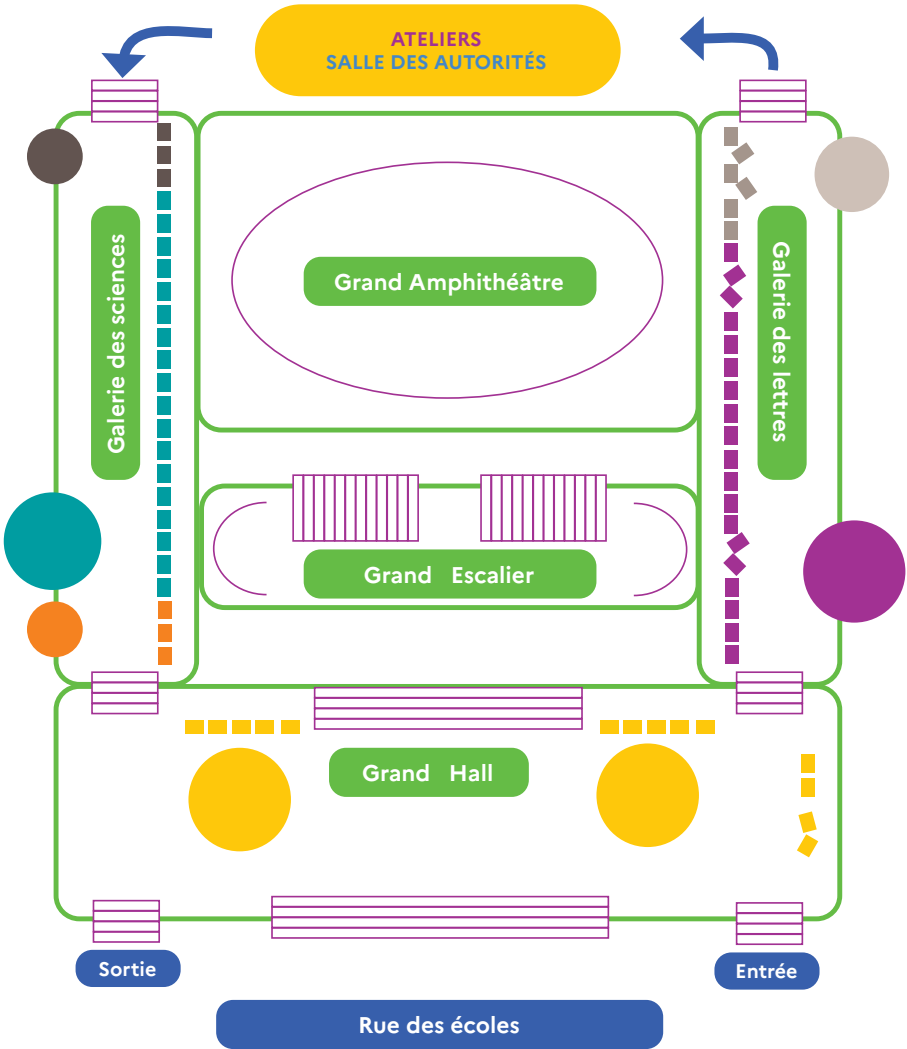 ATELIERS
SALLE DES AUTORITÉS
Galerie des sciences
Grand Amphithéâtre
Galerie des lettres
Grand Escalier
Grand Hall
Sortie
Entrée
Rue des écoles